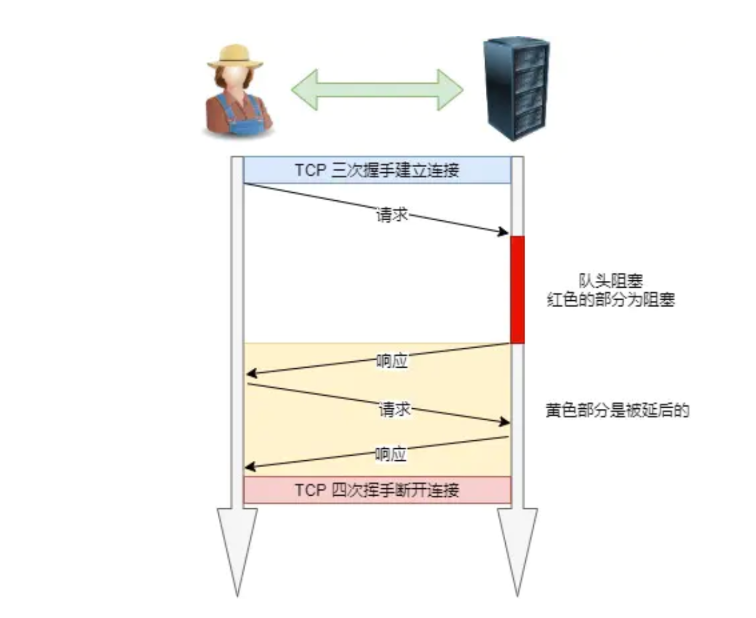 TCP 三次握手建立连接
请求
队头阻塞
红色的部分为阻塞
响应
请求
黄色部分是被延后的
响应
TCP 四次挥手断开连接